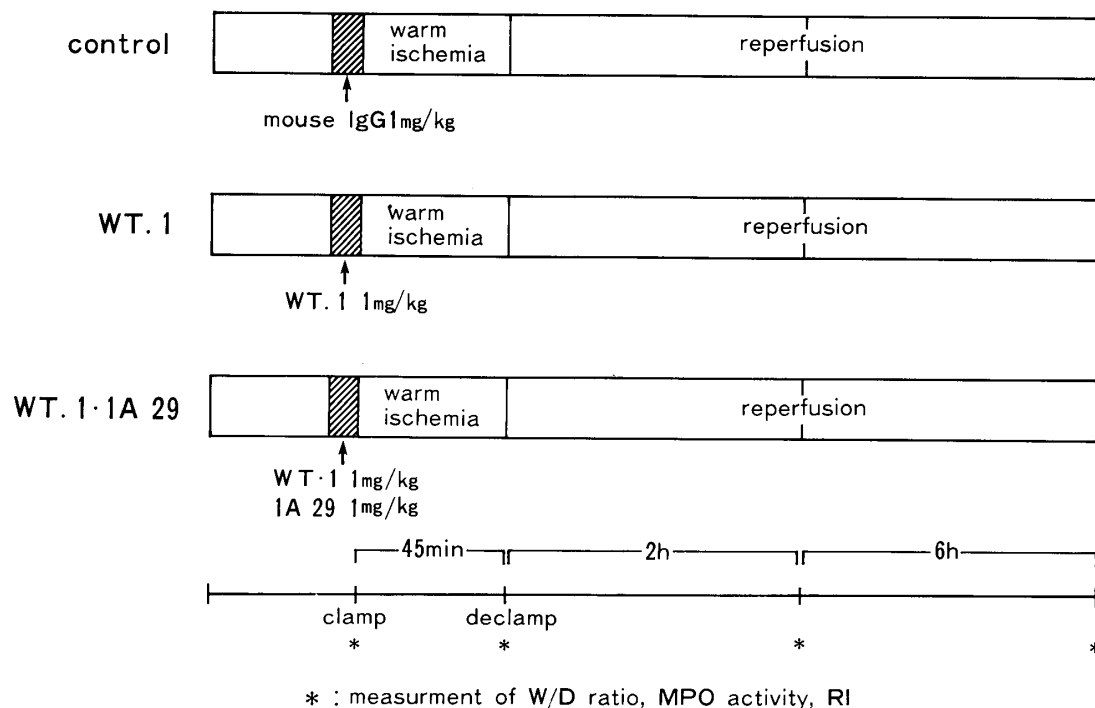 control
warm
ischemia
reperfusion
mouse IgG1mg/kg
WT. 1
warm
ischemia
reperfusion
WT. 1 1mg/kg
WT. 1·1A 29
warm
ischemia
reperfusion
WT·1 1mg/kg
1A 29 1mg/kg
45min
2h
6h
clamp
declamp
* * * *
* : measurment of W/D ratio, MPO activity, RI